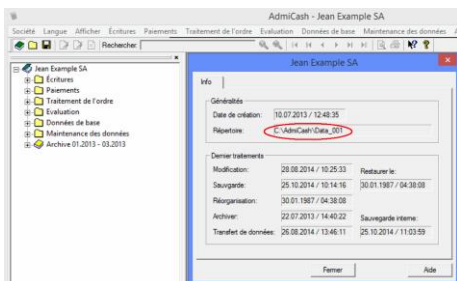 AdmiCash - Jean Example SA
Société Langue Afficher Écritures Paiements Traitement de l'ordre Evaluation Données de base Maintenance des données
Rechercher
Jean Example SA
Écritures
Paiements
Traitement de l'ordre
Evaluation
Données de base
Maintenance des données
Archive 01.2013 - 03.2013
Jean Example SA
Info
Généralités
Date de création: 10.07.2013 / 12:48:35
Répertoire: C:\AdmiCash\Data_001
Dernier traitements
Modification: 28.08.2014 / 10:25:33 Restaurer le:
Sauvegarde: 25.10.2014 / 10:14:16 30.01.1987 / 04:38:08
Réorganisation: 30.01.1987 / 04:38:08
Archiver: 22.07.2013 / 14:40:22 Sauvegarde interne:
Transfert de données: 26.08.2014 / 13:46:11 25.10.2014 / 11:03:59
Fermer Aide